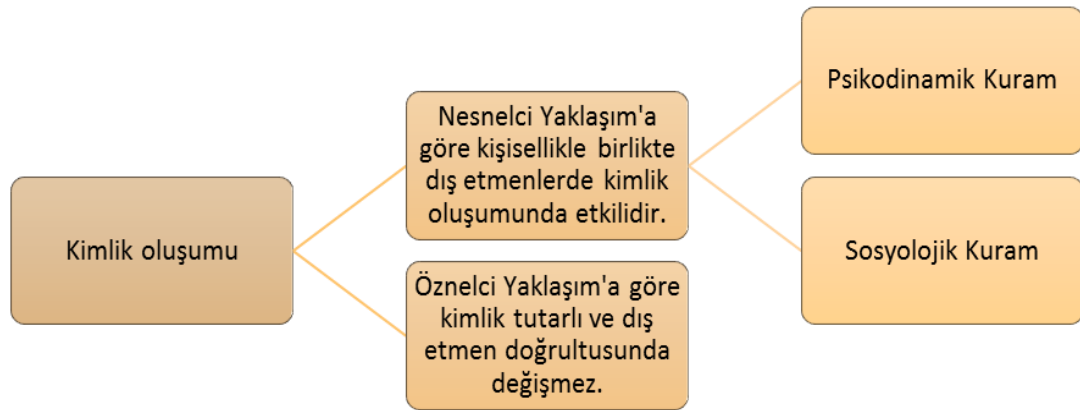 Kimlik oluşumu
Nesnelci Yaklaşım'a
göre kişisellikle birlikte
dış etmenlerde kimlik
oluşumunda etkilidir.
Öznelci Yaklaşım'a göre
kimlik tutarlı ve dış
etmen doğrultusunda
değişmez.
Psikodinamik Kuram
Sosyolojik Kuram